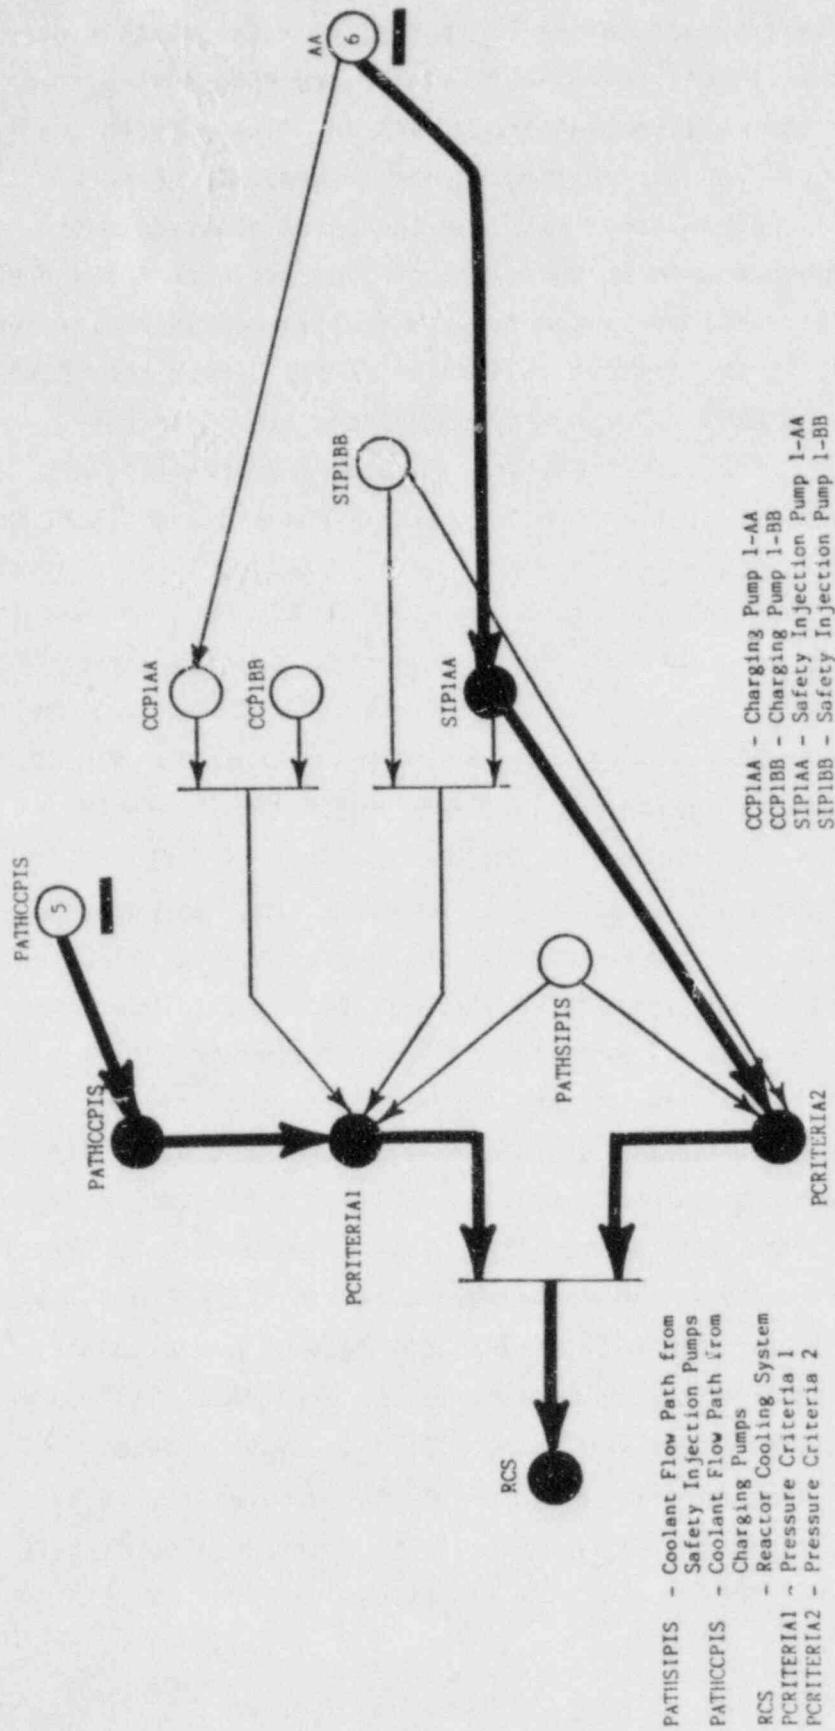 PATHCCPIS
5
AA
6
PATHCCPIS
CCP1AA
CCP1BB
SIP1BB
SIP1AA
PCRITERIA1
PATHSIPIS
RCS
PCRITERIA2
PATHSIPIS - Coolant Flow Path from
Safety Injection Pumps
PATHCCPIS - Coolant Flow Path from
Charging Pumps
RCS - Reactor Cooling System
PCRITERIA1 - Pressure Criteria 1
PCRITERIA2 - Pressure Criteria 2
CCP1AA - Charging Pump 1-AA
CCP1BB - Charging Pump 1-BB
SIP1AA - Safety Injection Pump 1-AA
SIP1BB - Safety Injection Pump 1-BB